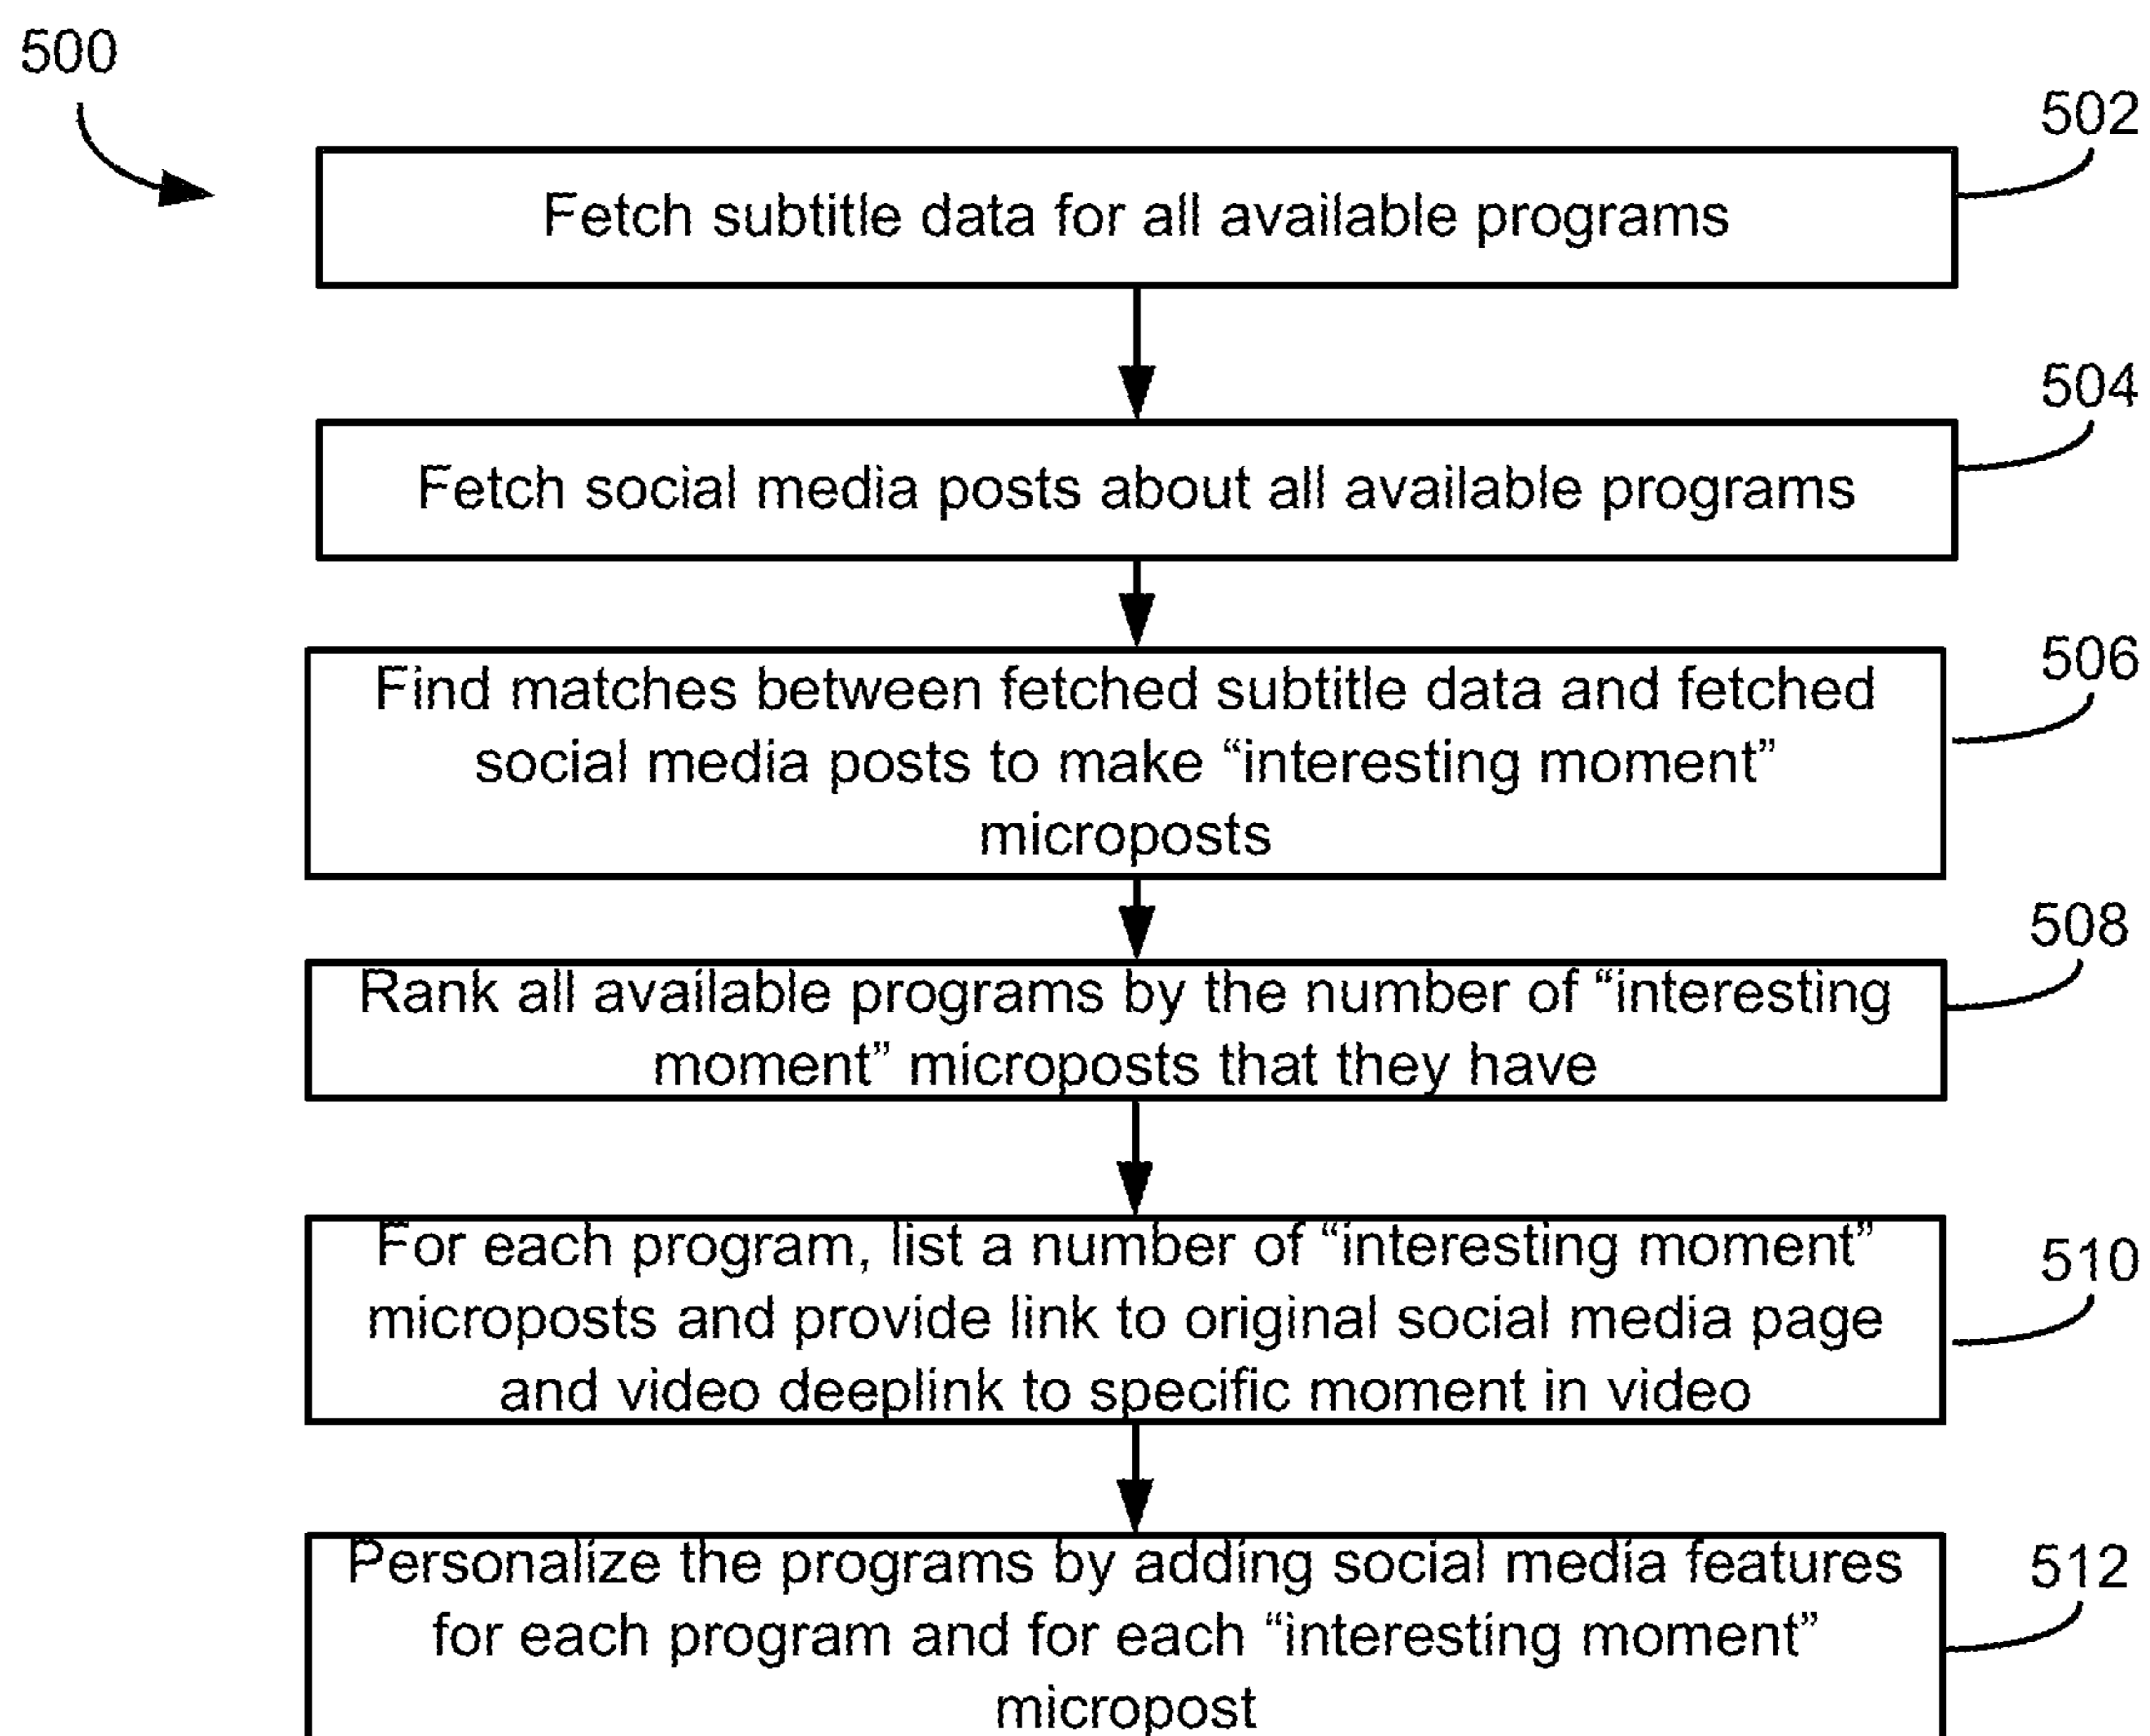 500
502
Fetch subtitle data for all available programs
504
Fetch social media posts about all available programs
506
Find matches between fetched subtitle data and fetched
social media posts to make “interesting moment”
microposts
508
Rank all available programs by the number of “interesting
moment” microposts that they have
510
For each program, list a number of “interesting moment”
microposts and provide link to original social media page
and video deeplink to specific moment in video
512
Personalize the programs by adding social media features
for each program and for each “interesting moment”
micropost